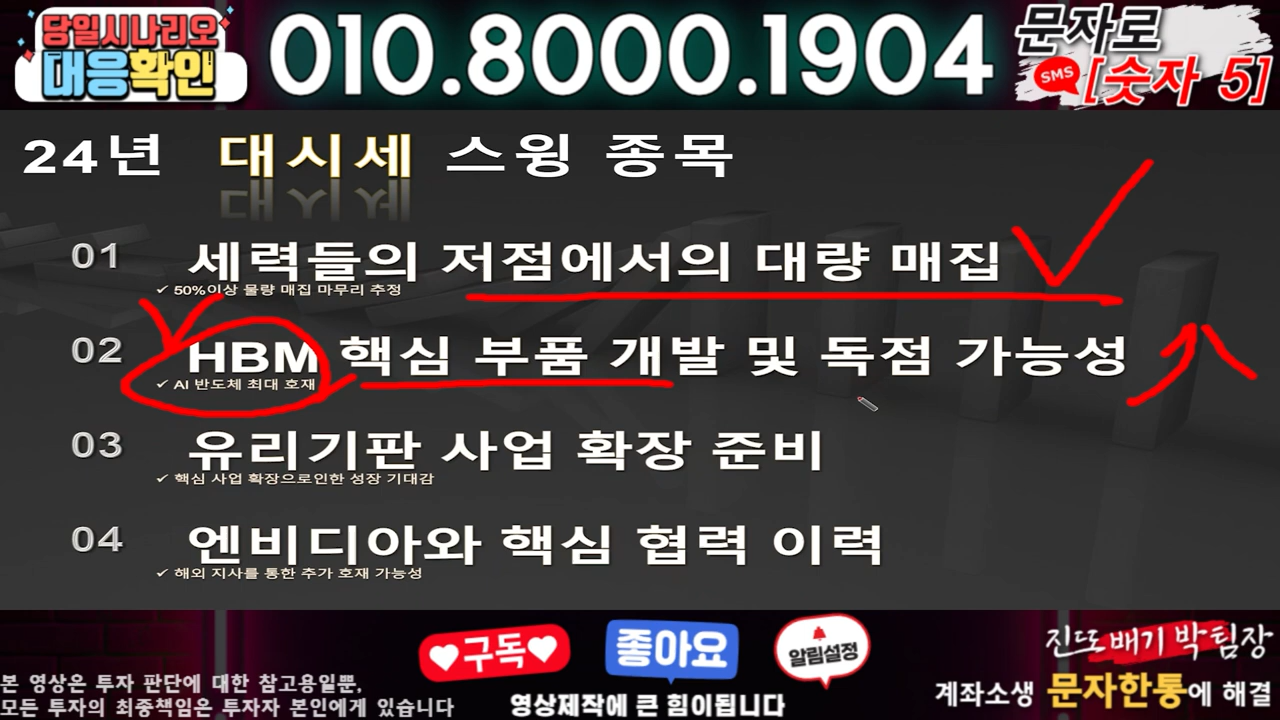 당일시나리오
대응확인
010.8000.1904
문자로
SMS [숫자 5]
24년 대시세 스윙 종목
01 세력들의 저점에서의 대량 매집
✓ 50%이상 물량 매집 마무리 추정
02 HBM 핵심 부품 개발 및 독점 가능성
✓ AI 반도체 최대 호재
03 유리기판 사업 확장 준비
✓ 핵심 사업 확장으로인한 성장 기대감
04 엔비디아와 핵심 협력 이력
✓ 해외 지사를 통한 추가 호재 가능성
구독
좋아요
알림설정
영상제작에 큰 힘이됩니다
본 영상은 투자 판단에 대한 참고용일뿐,
모든 투자의 최종책임은 투자자 본인에게 있습니다
진또배기 박팀장
계좌소생 문자한통에 해결